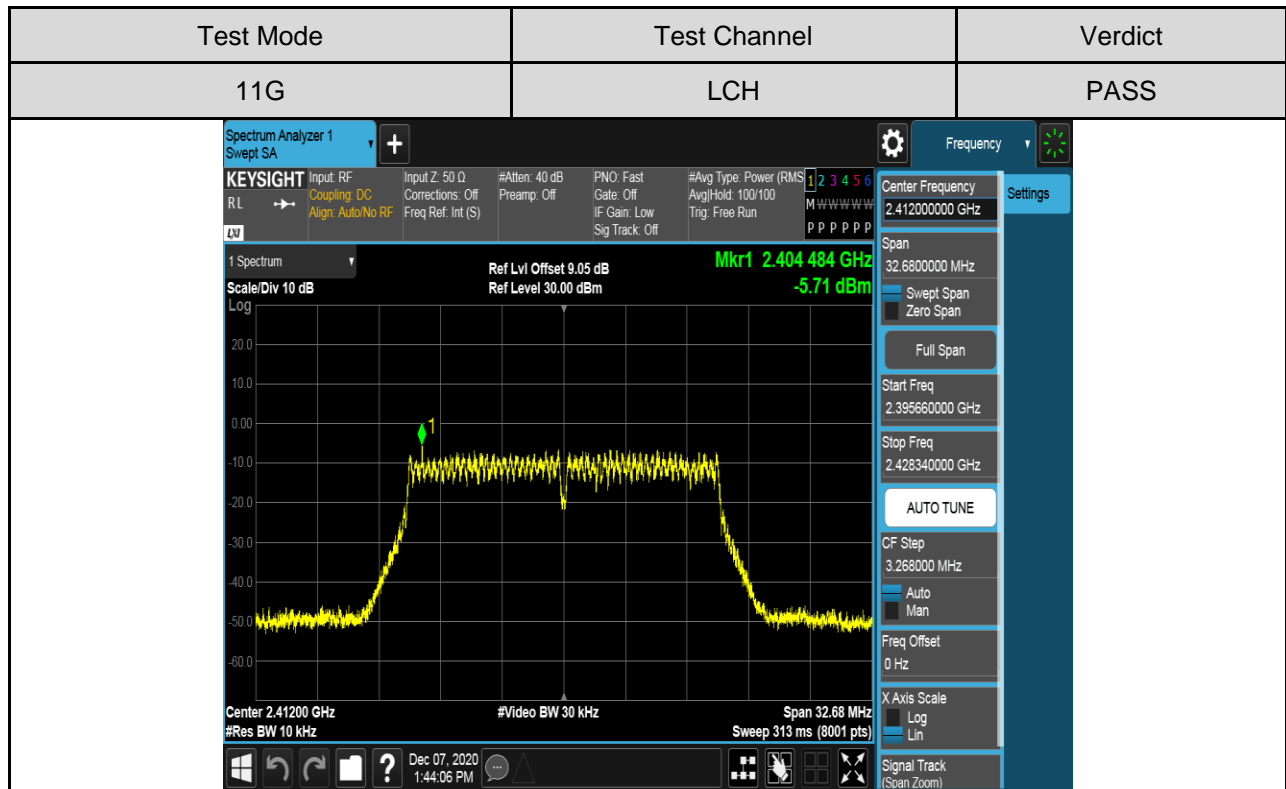 Test Mode Test Channel Verdict
11G LCH PASS
Spectrum Analyzer 1
Swept SA
+
Frequency
KEYSIGHT
RL
LXI
Input: RF
Coupling: DC
Align: Auto/No RF
Input Z: 50 Ω
Corrections: Off
Freq Ref: Int (S)
#Atten: 40 dB
Preamp: Off
PNO: Fast
Gate: Off
IF Gain: Low
Sig Track: Off
#Avg Type: Power (RMS
Avg|Hold: 100/100
Trig: Free Run
1 2 3 4 5 6
M W W W W W
P P P P P P
1 Spectrum
Scale/Div 10 dB
Ref Lvl Offset 9.05 dB
Ref Level 30.00 dBm
Mkr1 2.404 484 GHz
-5.71 dBm
Log
20.0
10.0
0.00
-10.0
-20.0
-30.0
-40.0
-50.0
-60.0
1
Center 2.41200 GHz
#Res BW 10 kHz
#Video BW 30 kHz
Span 32.68 MHz
Sweep 313 ms (8001 pts)
?
Dec 07, 2020
1:44:06 PM
Center Frequency
2.412000000 GHz
Settings
Span
32.6800000 MHz
Swept Span
Zero Span
Full Span
Start Freq
2.395660000 GHz
Stop Freq
2.428340000 GHz
AUTO TUNE
CF Step
3.268000 MHz
Auto
Man
Freq Offset
0 Hz
X Axis Scale
Log
Lin
Signal Track
(Span Zoom)